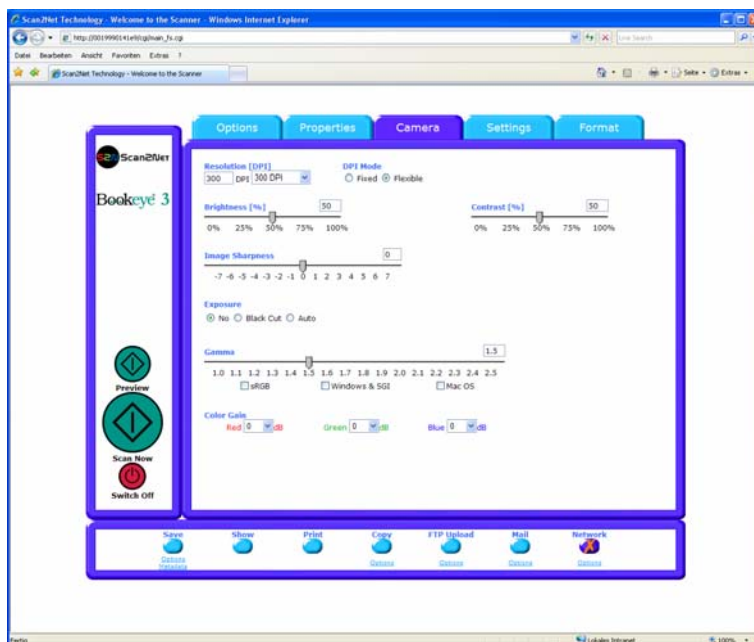 Scan2Net Technology - Welcome to the Scanner - Windows Internet Explorer
Live Search
Datei Bearbeiten Ansicht Favoriten Extras ?
Scan2Net Technology - Welcome to the Scanner
Seite Extras
Options Properties Camera Settings Format
S2N Scan2Net
Bookeye 3
Resolution [DPI] DPI Mode
300 DPI 300 DPI Fixed Flexible
Brightness [%] 50 Contrast [%] 50
0% 25% 50% 75% 100% 0% 25% 50% 75% 100%
Image Sharpness 0
-7 -6 -5 -4 -3 -2 -1 0 1 2 3 4 5 6 7
Exposure
No Black Cut Auto
Gamma 1.5
1.0 1.1 1.2 1.3 1.4 1.5 1.6 1.7 1.8 1.9 2.0 2.1 2.2 2.3 2.4 2.5
sRGB Windows & SGI Mac OS
Color Gain
Red 0 dB Green 0 dB Blue 0 dB
Preview
Scan Now
Switch Off
Save Show Print Copy FTP Upload Mail Network
X
Options Options Options Options Options
Metadata
Fertig Lokales Intranet 100%